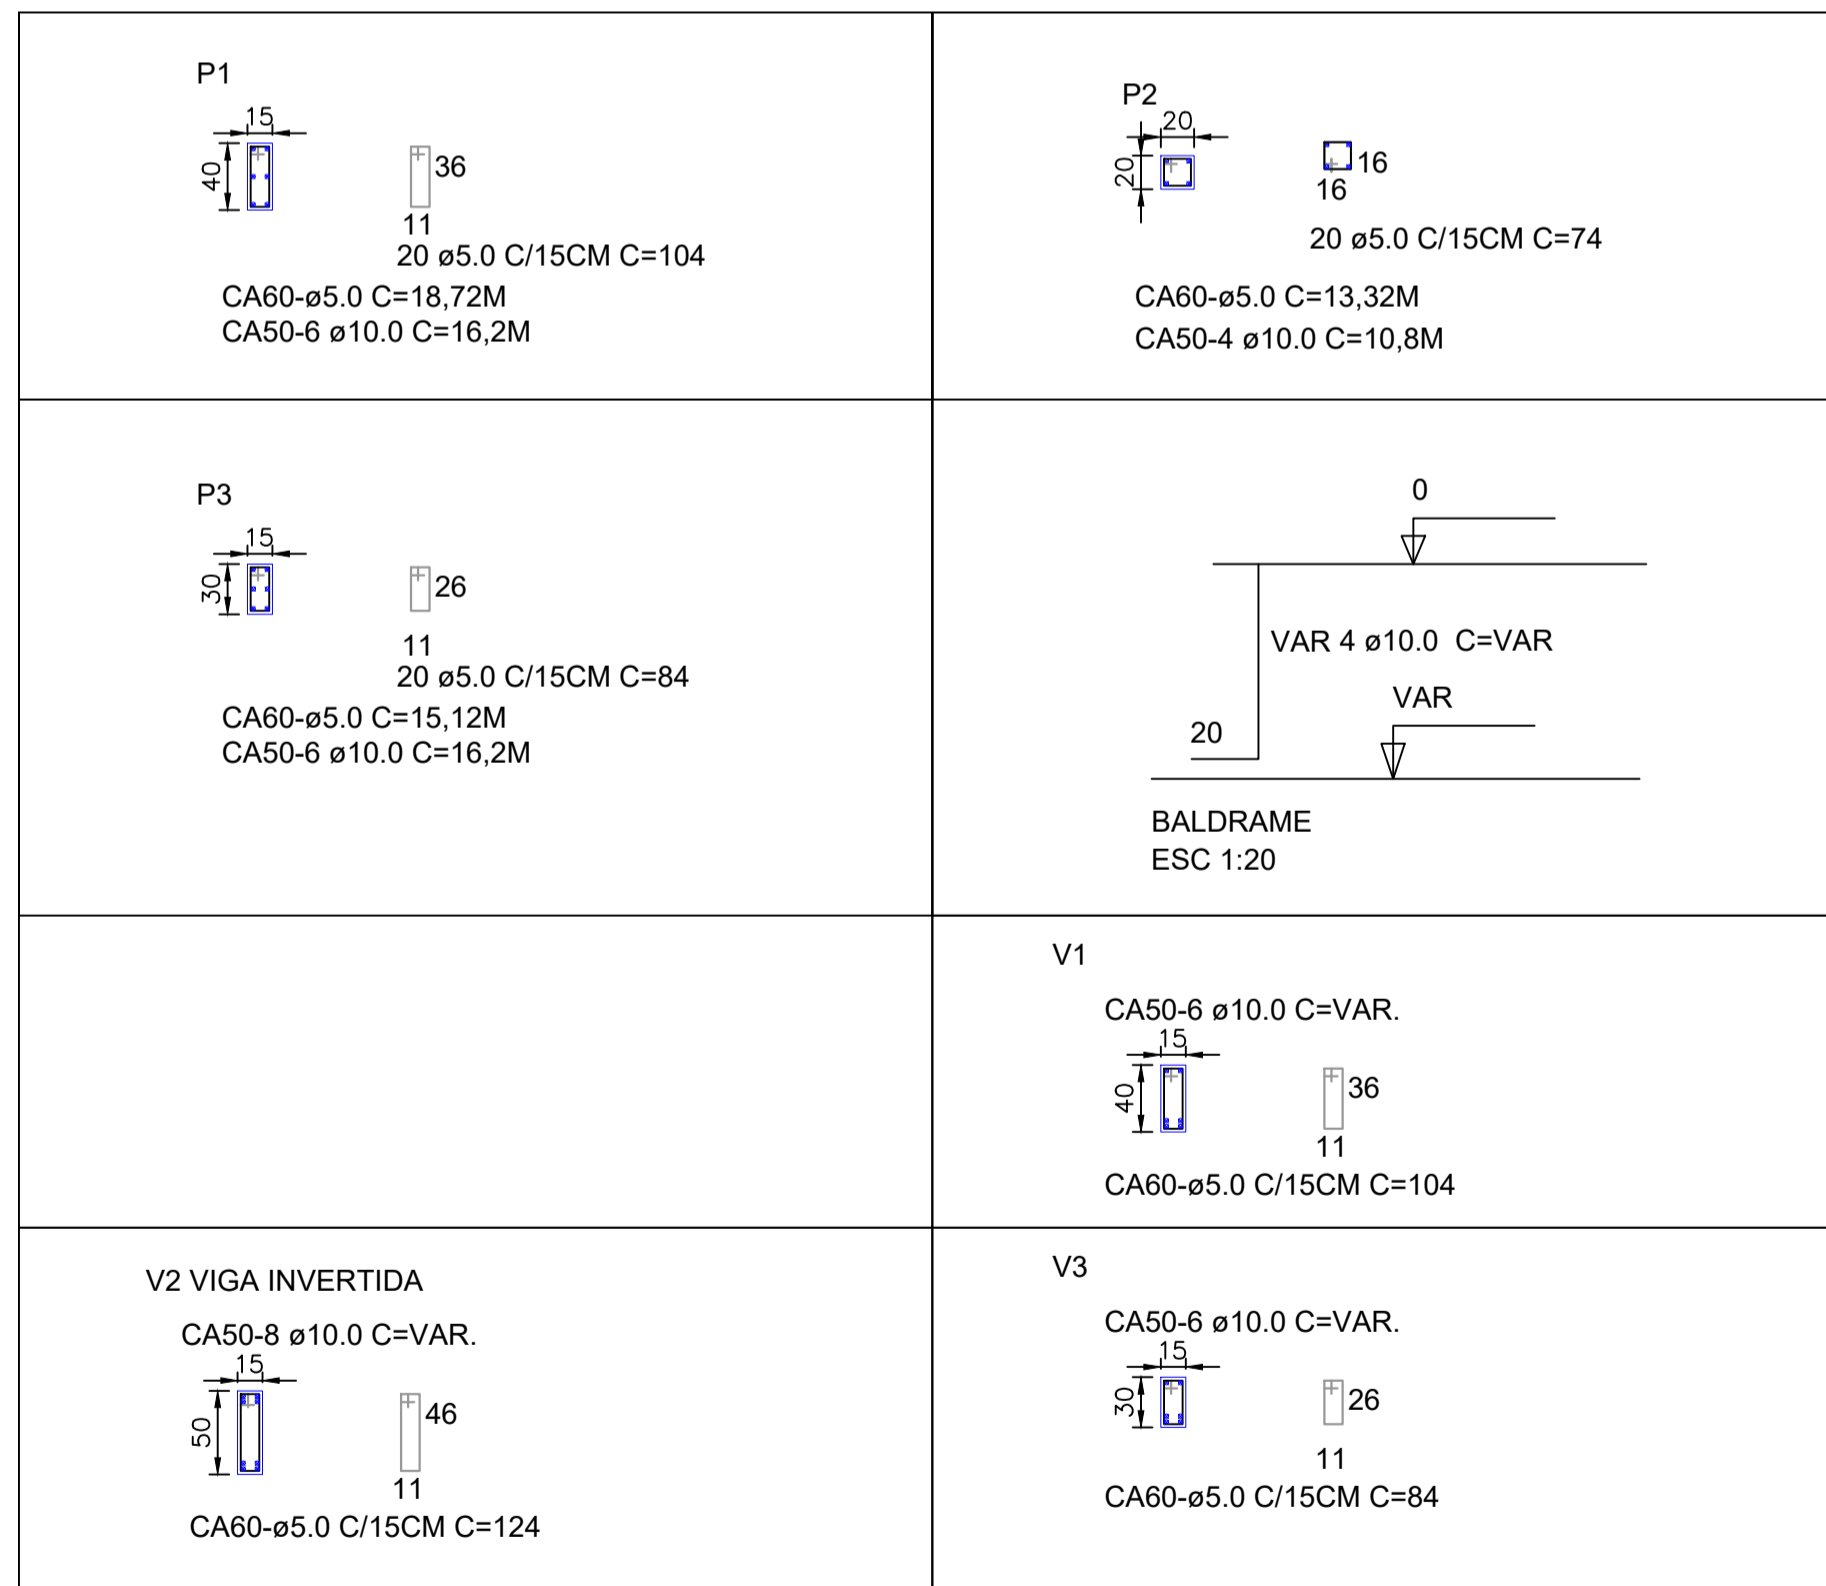 P1
15
40
36
11
20 ø5.0 C/15CM C=104
CA60-ø5.0 C=18,72M
CA50-6 ø10.0 C=16,2M
P2
20
20
16
16
20 ø5.0 C/15CM C=74
CA60-ø5.0 C=13,32M
CA50-4 ø10.0 C=10,8M
P3
15
30
26
11
20 ø5.0 C/15CM C=84
CA60-ø5.0 C=15,12M
CA50-6 ø10.0 C=16,2M
0
VAR 4 ø10.0 C=VAR
VAR
20
BALDRAME
ESC 1:20
V1
CA50-6 ø10.0 C=VAR.
15
40
36
11
CA60-ø5.0 C/15CM C=104
V2 VIGA INVERTIDA
CA50-8 ø10.0 C=VAR.
15
50
46
11
CA60-ø5.0 C/15CM C=124
V3
CA50-6 ø10.0 C=VAR.
15
30
26
11
CA60-ø5.0 C/15CM C=84